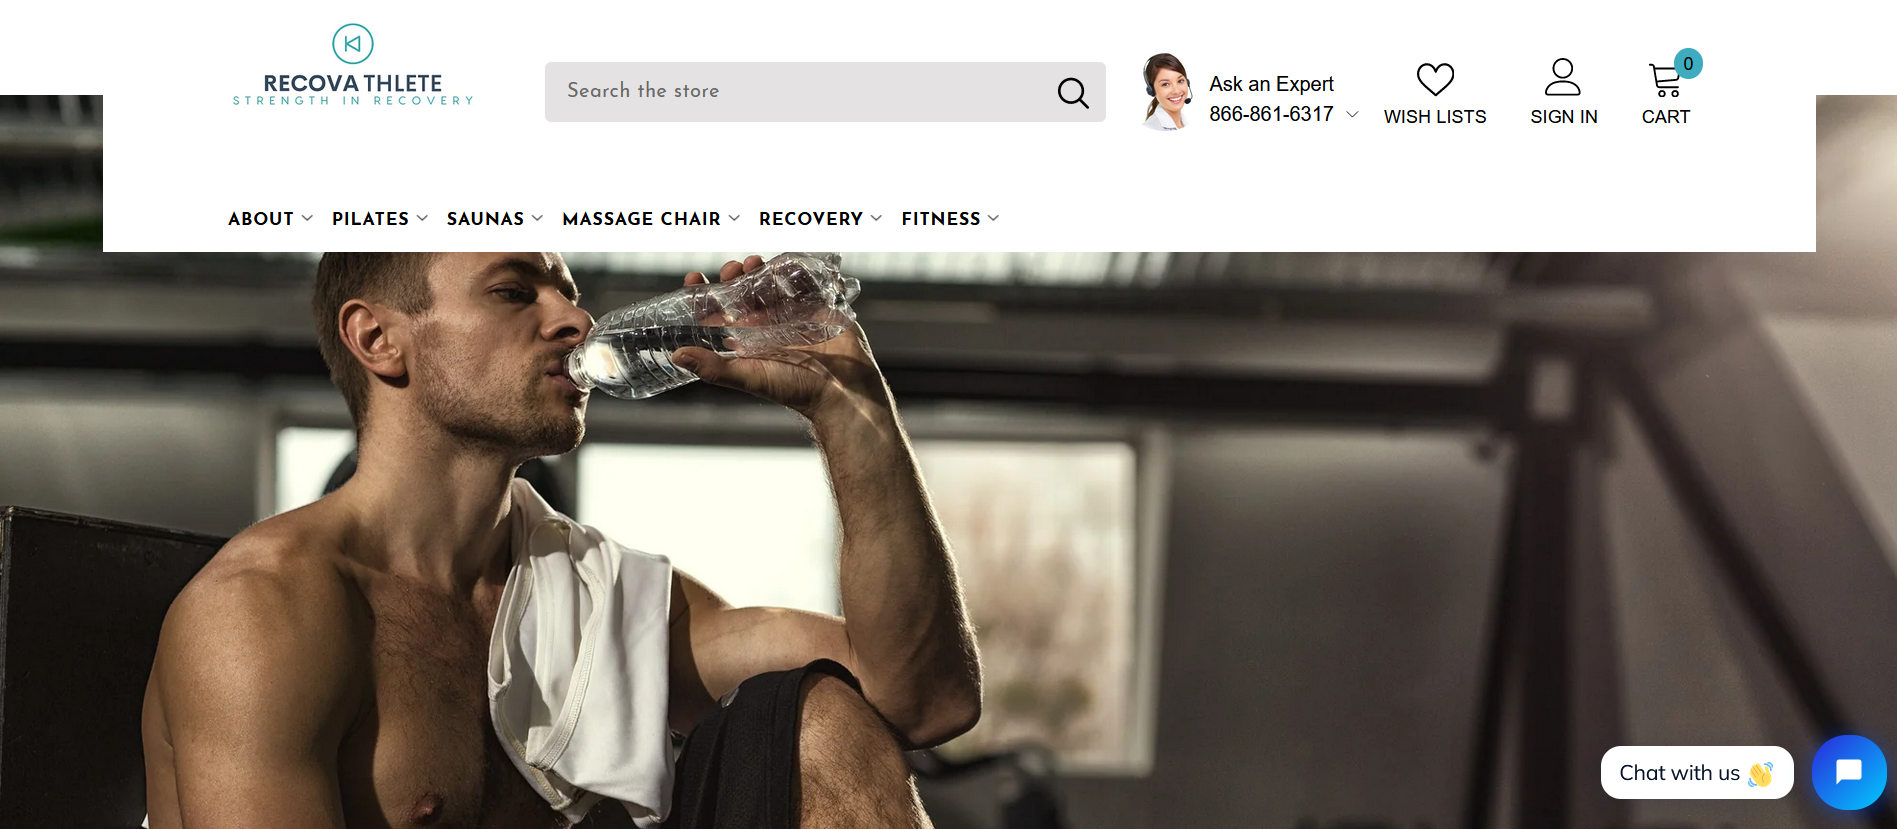 RECOVA THLETE
STRENGTH IN RECOVERY
Search the store
Ask an Expert
866-861-6317
WISH LISTS
SIGN IN
0
CART
ABOUT
PILATES
SAUNAS
MASSAGE CHAIR
RECOVERY
FITNESS
Chat with us 👋